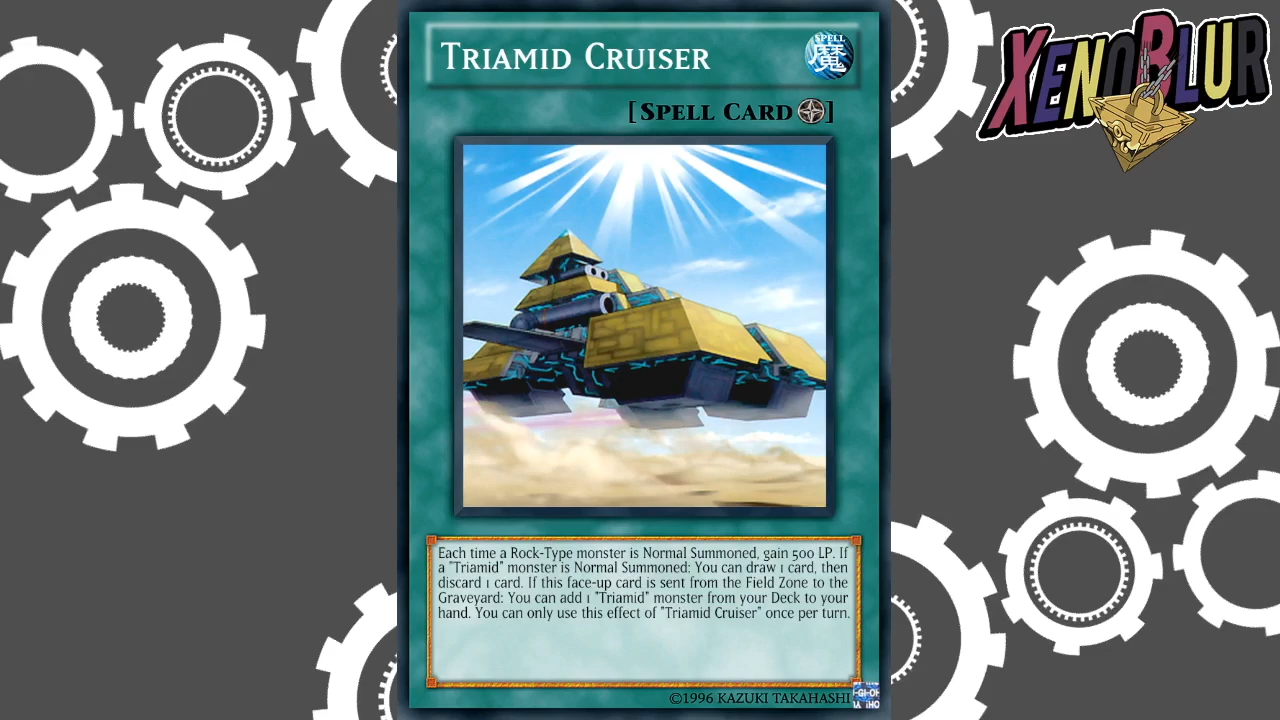 XENOBLUR
TRIAMID CRUISER
SPELL
魔
[SPELL CARD]
Each time a Rock-Type monster is Normal Summoned, gain 500 LP. If
a "Triamid" monster is Normal Summoned: You can draw 1 card, then
discard 1 card. If this face-up card is sent from the Field Zone to the
Graveyard: You can add 1 "Triamid" monster from your Deck to your
hand. You can only use this effect of "Triamid Cruiser" once per turn.
©1996 KAZUKI TAKAHASHI